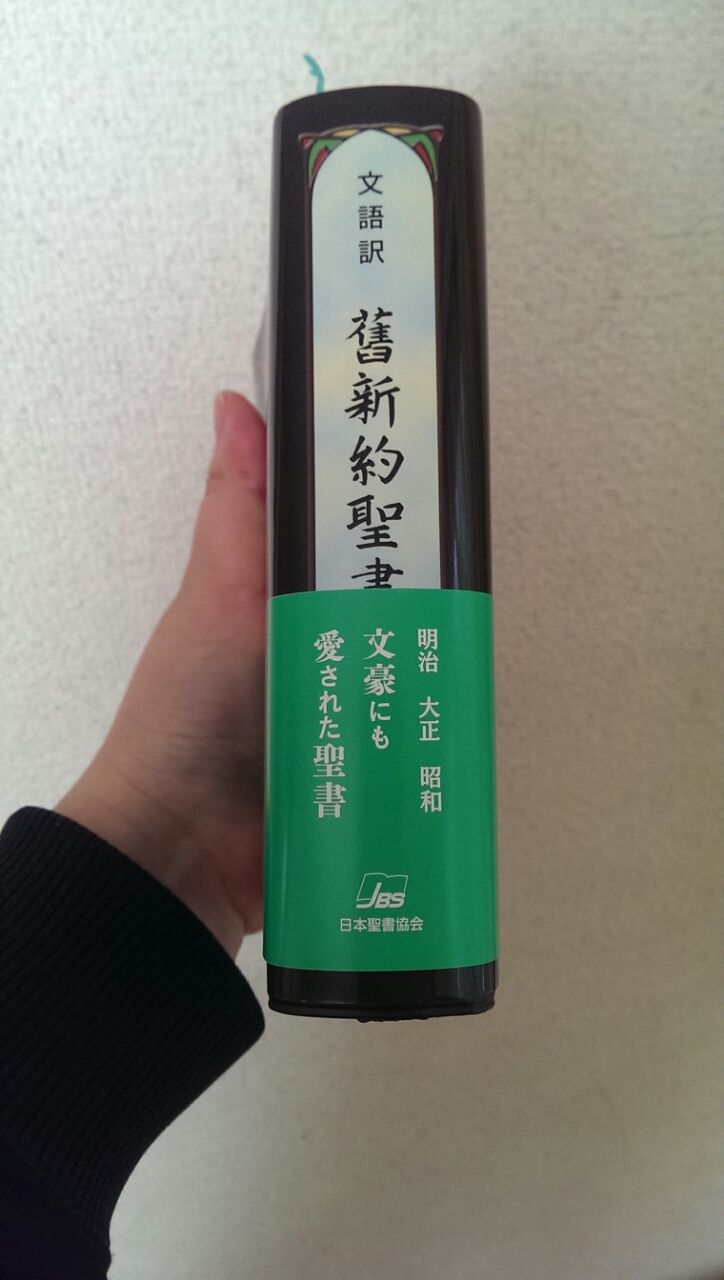 文語訳
舊新約聖書
明治 大正 昭和
文豪にも
愛された聖書
JBS
日本聖書協会